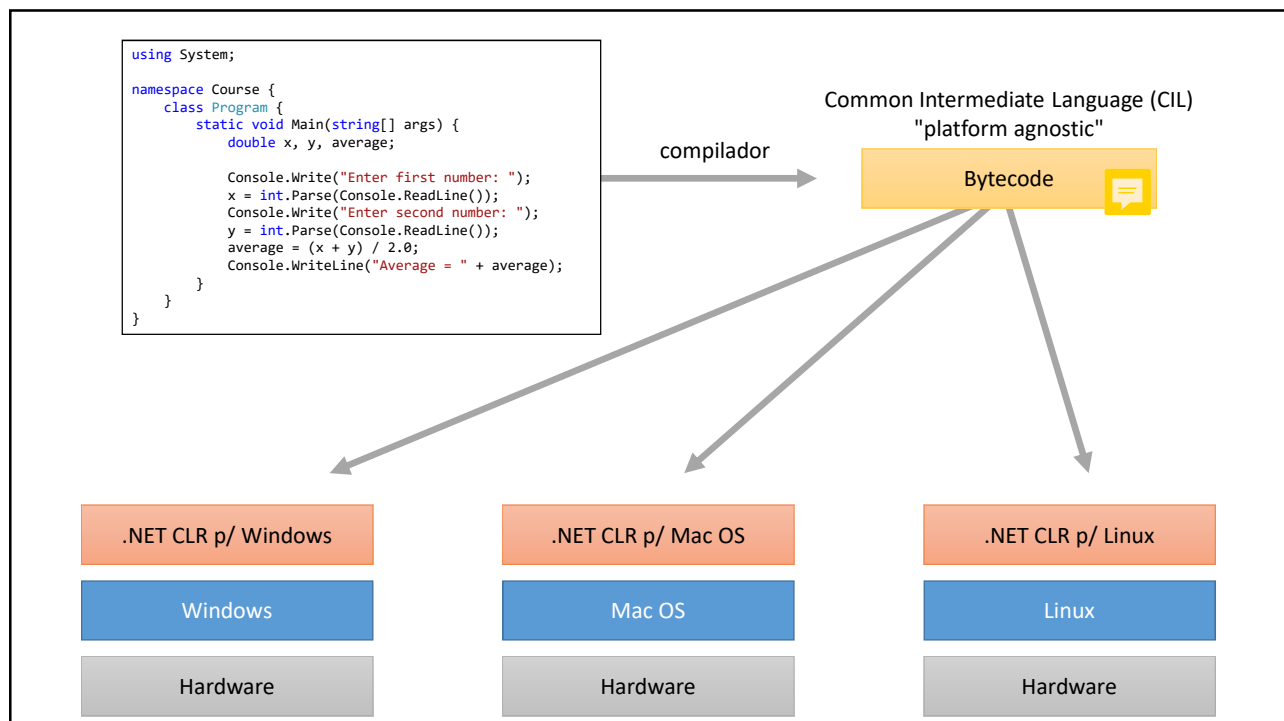 using System;
namespace Course {
class Program {
static void Main(string[] args) {
double x, y, average;
Console.Write("Enter first number: ");
x = int.Parse(Console.ReadLine());
Console.Write("Enter second number: ");
y = int.Parse(Console.ReadLine());
average = (x + y) / 2.0;
Console.WriteLine("Average = " + average);
}
}
}
compilador
Common Intermediate Language (CIL)
"platform agnostic"
Bytecode
.NET CLR p/ Windows
Windows
Hardware
.NET CLR p/ Mac OS
Mac OS
Hardware
.NET CLR p/ Linux
Linux
Hardware